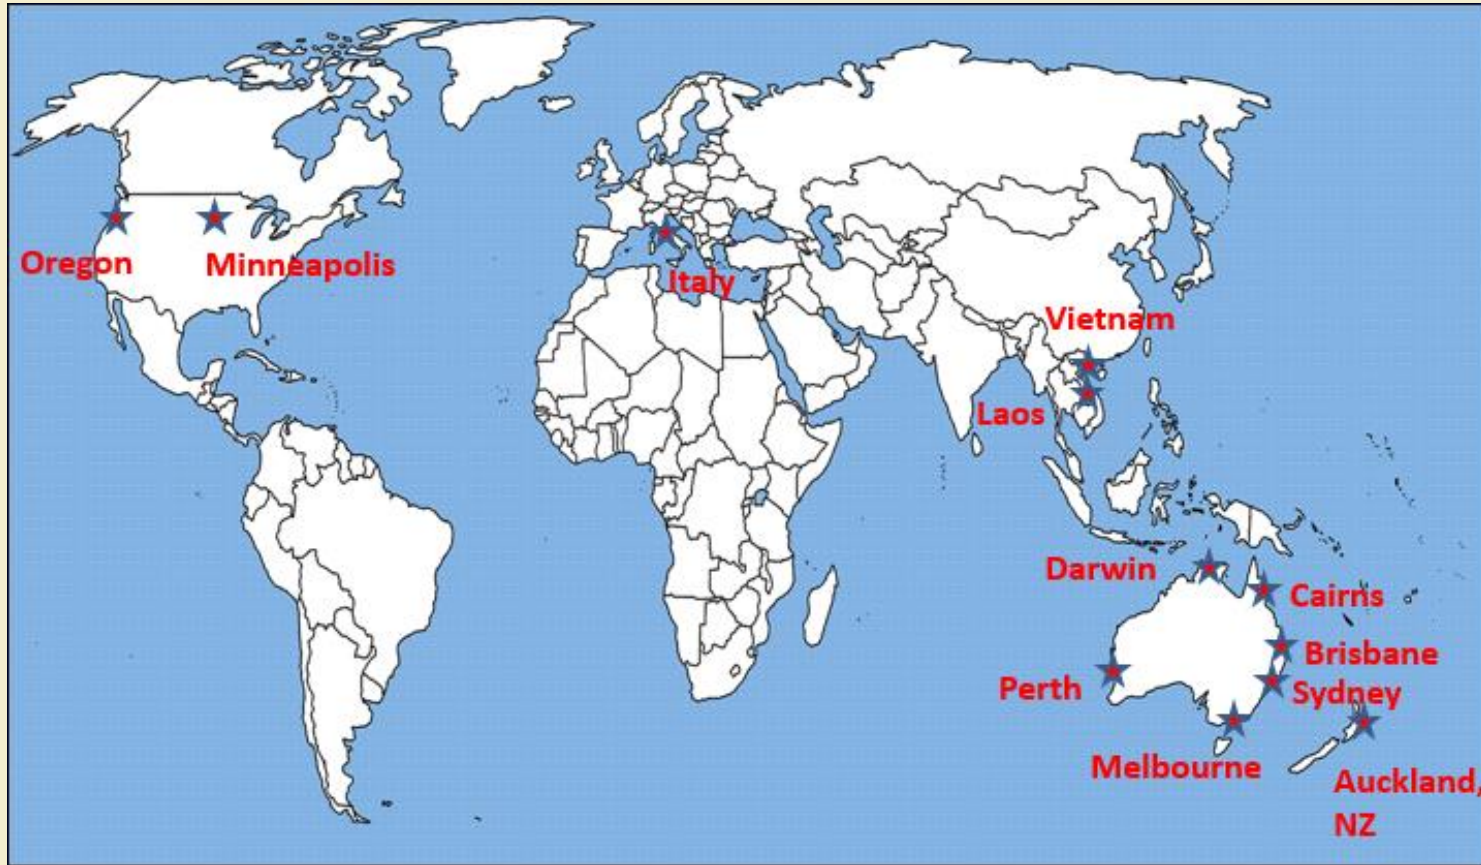 Oregon
Minneapolis
Italy
Vietnam
Laos
Darwin
Cairns
Brisbane
Perth
Sydney
Melbourne
Auckland,
NZ